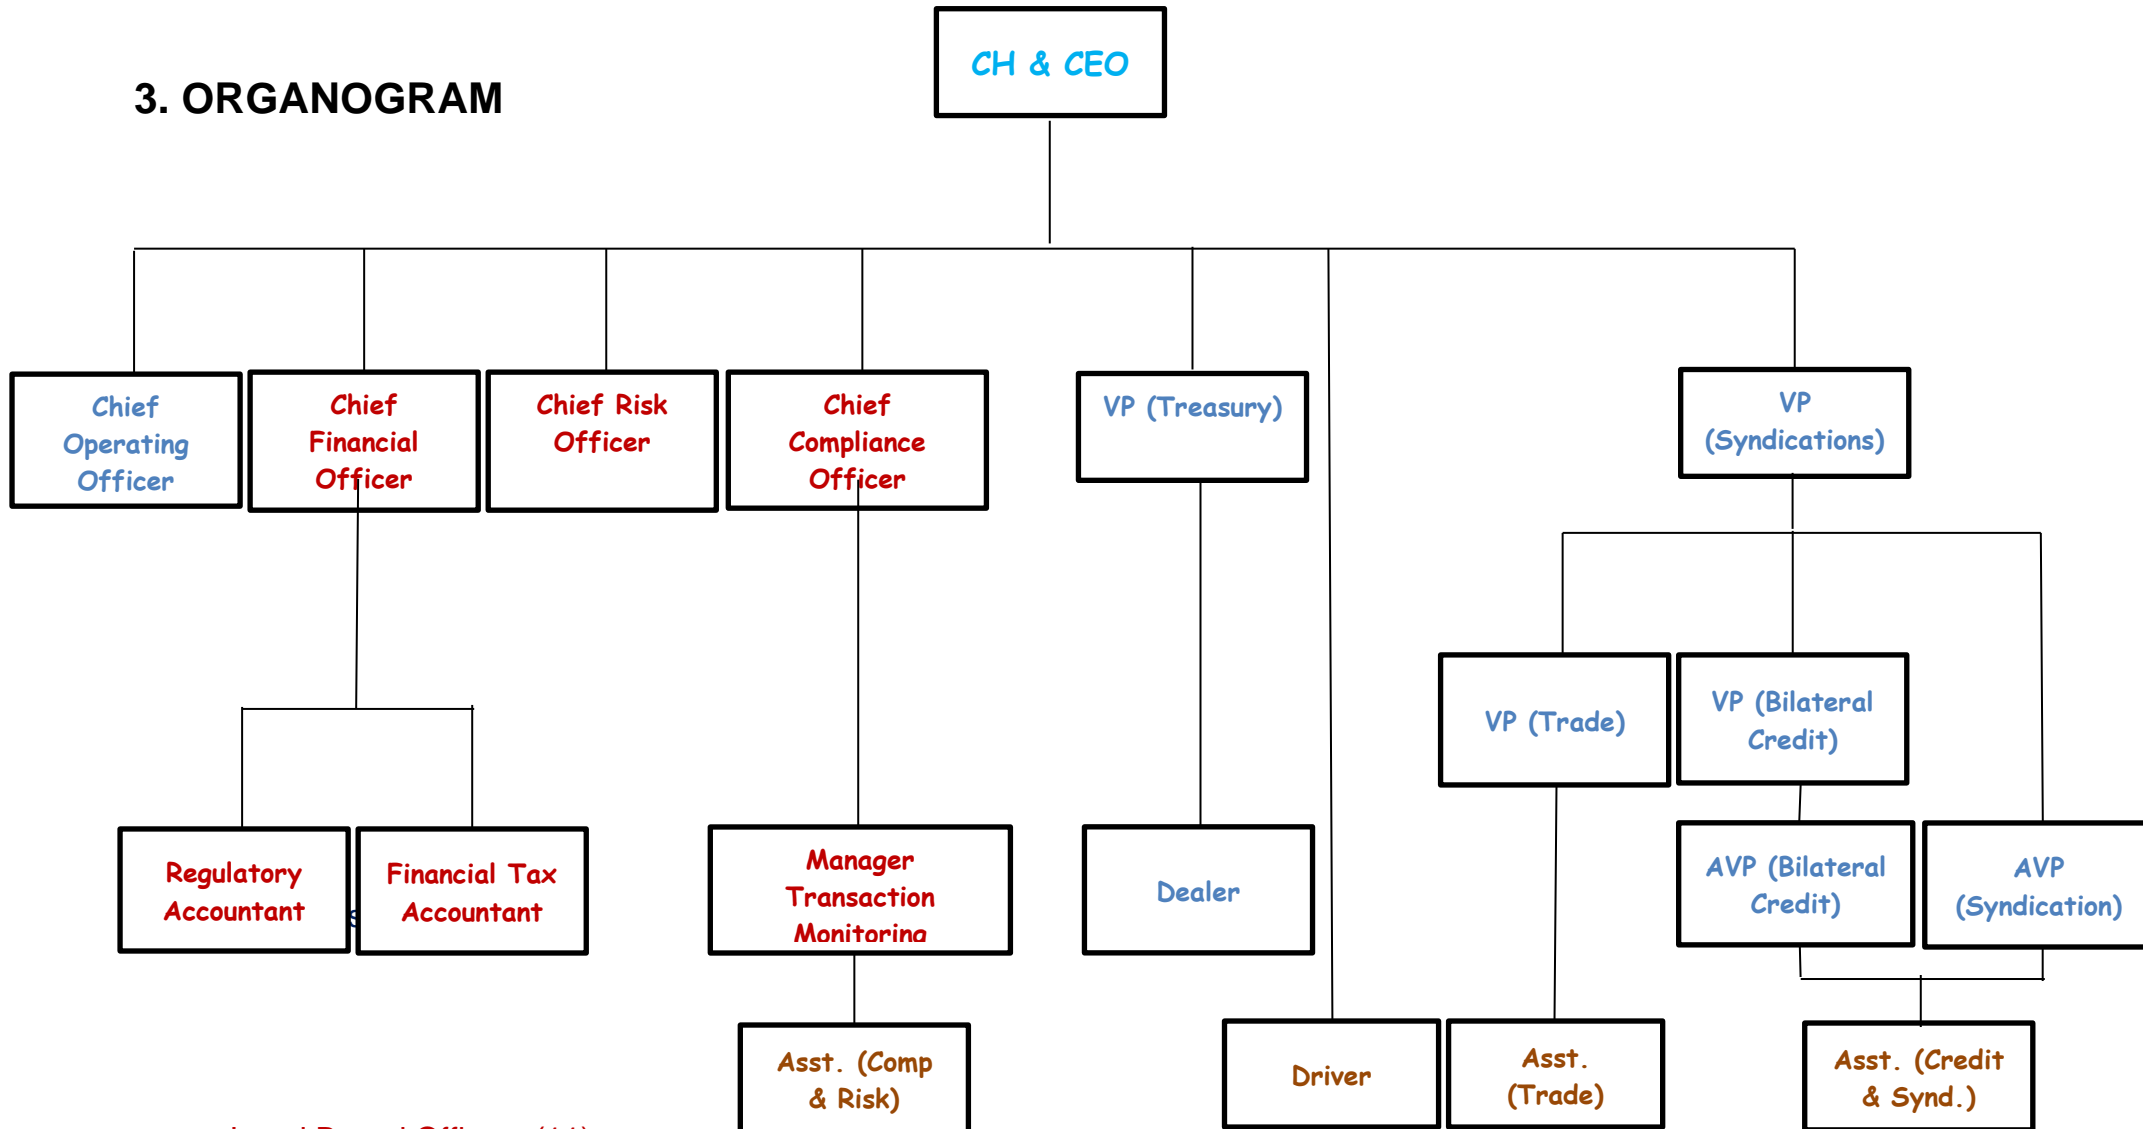 CH & CEO
3. ORGANOGRAM
Chief
Operating
Officer
Chief
Financial
Officer
Chief Risk
Officer
Chief
Compliance
Officer
VP (Treasury)
VP
(Syndications)
VP (Trade)
VP (Bilateral
Credit)
Regulatory
Accountant
Financial Tax
Accountant
Manager
Transaction
Monitoring
Dealer
AVP (Bilateral
Credit)
AVP
(Syndication)
Asst. (Comp
& Risk)
Driver
Asst.
(Trade)
Asst. (Credit
& Synd.)